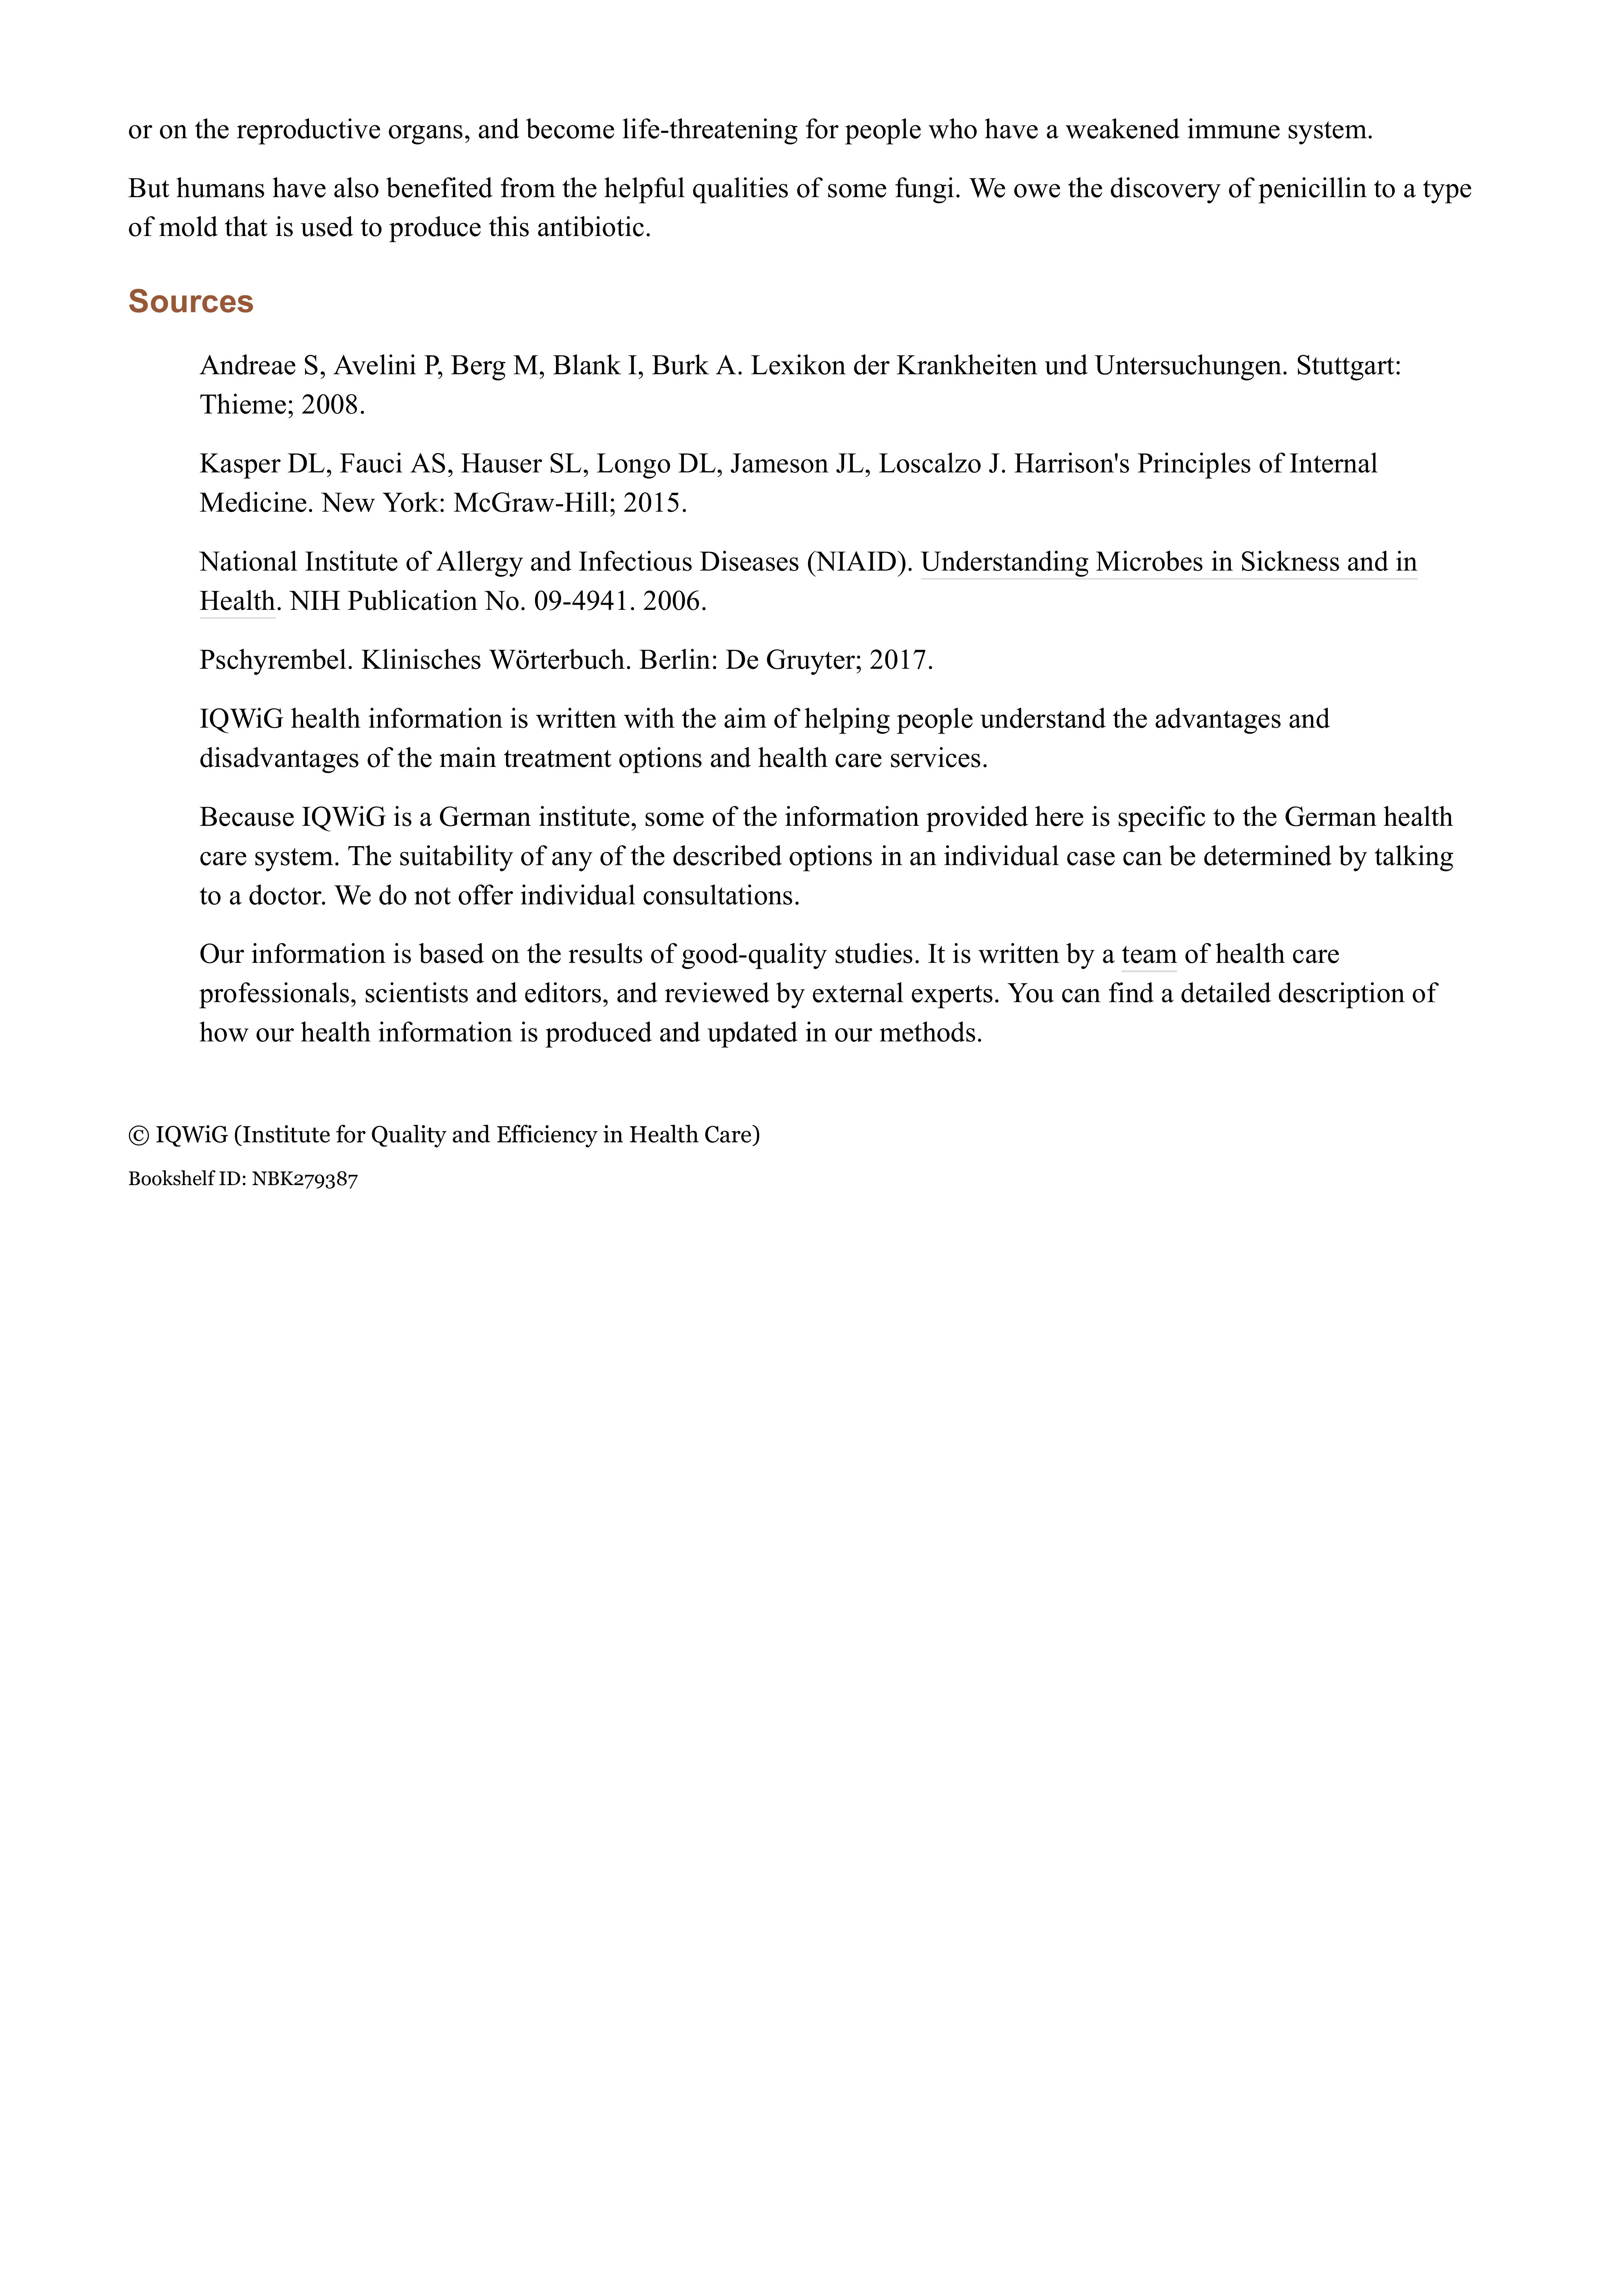 or on the reproductive organs, and become life-threatening for people who have a weakened immune system.
But humans have also benefited from the helpful qualities of some fungi. We owe the discovery of penicillin to a type
of mold that is used to produce this antibiotic.
Sources
Andreae S, Avelini P, Berg M, Blank I, Burk A. Lexikon der Krankheiten und Untersuchungen. Stuttgart:
Thieme; 2008.
Kasper DL, Fauci AS, Hauser SL, Longo DL, Jameson JL, Loscalzo J. Harrison's Principles of Internal
Medicine. New York: McGraw-Hill; 2015.
National Institute of Allergy and Infectious Diseases (NIAID). Understanding Microbes in Sickness and in
Health. NIH Publication No. 09-4941. 2006.
Pschyrembel. Klinisches Wörterbuch. Berlin: De Gruyter; 2017.
IQWiG health information is written with the aim of helping people understand the advantages and
disadvantages of the main treatment options and health care services.
Because IQWiG is a German institute, some of the information provided here is specific to the German health
care system. The suitability of any of the described options in an individual case can be determined by talking
to a doctor. We do not offer individual consultations.
Our information is based on the results of good-quality studies. It is written by a team of health care
professionals, scientists and editors, and reviewed by external experts. You can find a detailed description of
how our health information is produced and updated in our methods.
© IQWiG (Institute for Quality and Efficiency in Health Care)
Bookshelf ID: NBK279387